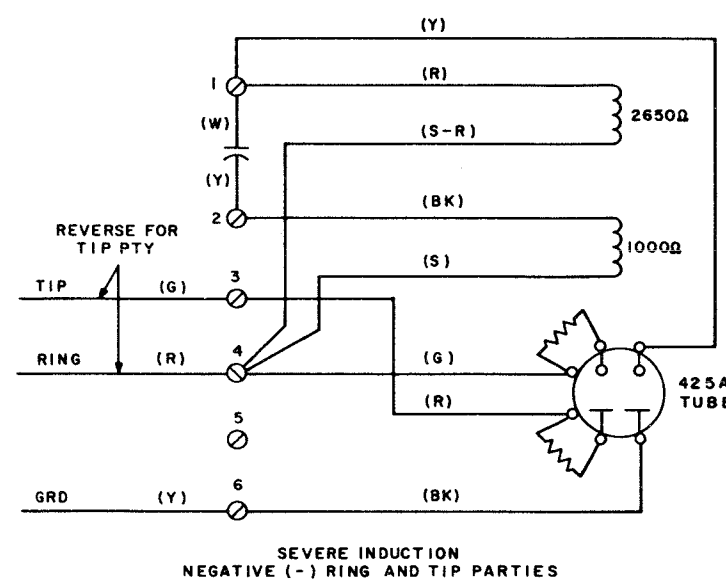 (Y)
1
(R)
2650Ω
(W)
(S-R)
(Y)
2
(BK)
REVERSE FOR
TIP PTY
1000Ω
(S)
3
TIP (G)
4
RING (R)
(G)
425A
TUBE
(R)
5
6
GRD (Y)
(BK)
SEVERE INDUCTION
NEGATIVE (-) RING AND TIP PARTIES